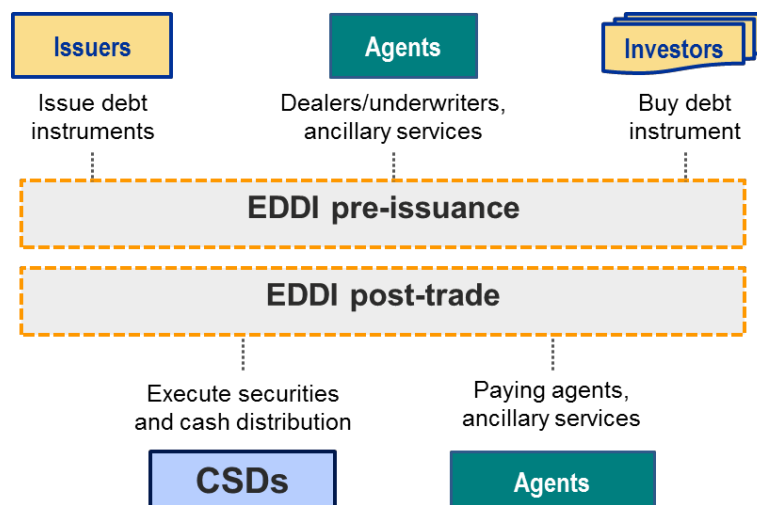 Issuers
Agents
Investors
Issue debt
instruments
Dealers/underwriters,
ancillary services
Buy debt
instrument
EDDI pre-issuance
EDDI post-trade
Execute securities
and cash distribution
Paying agents,
ancillary services
CSDs
Agents